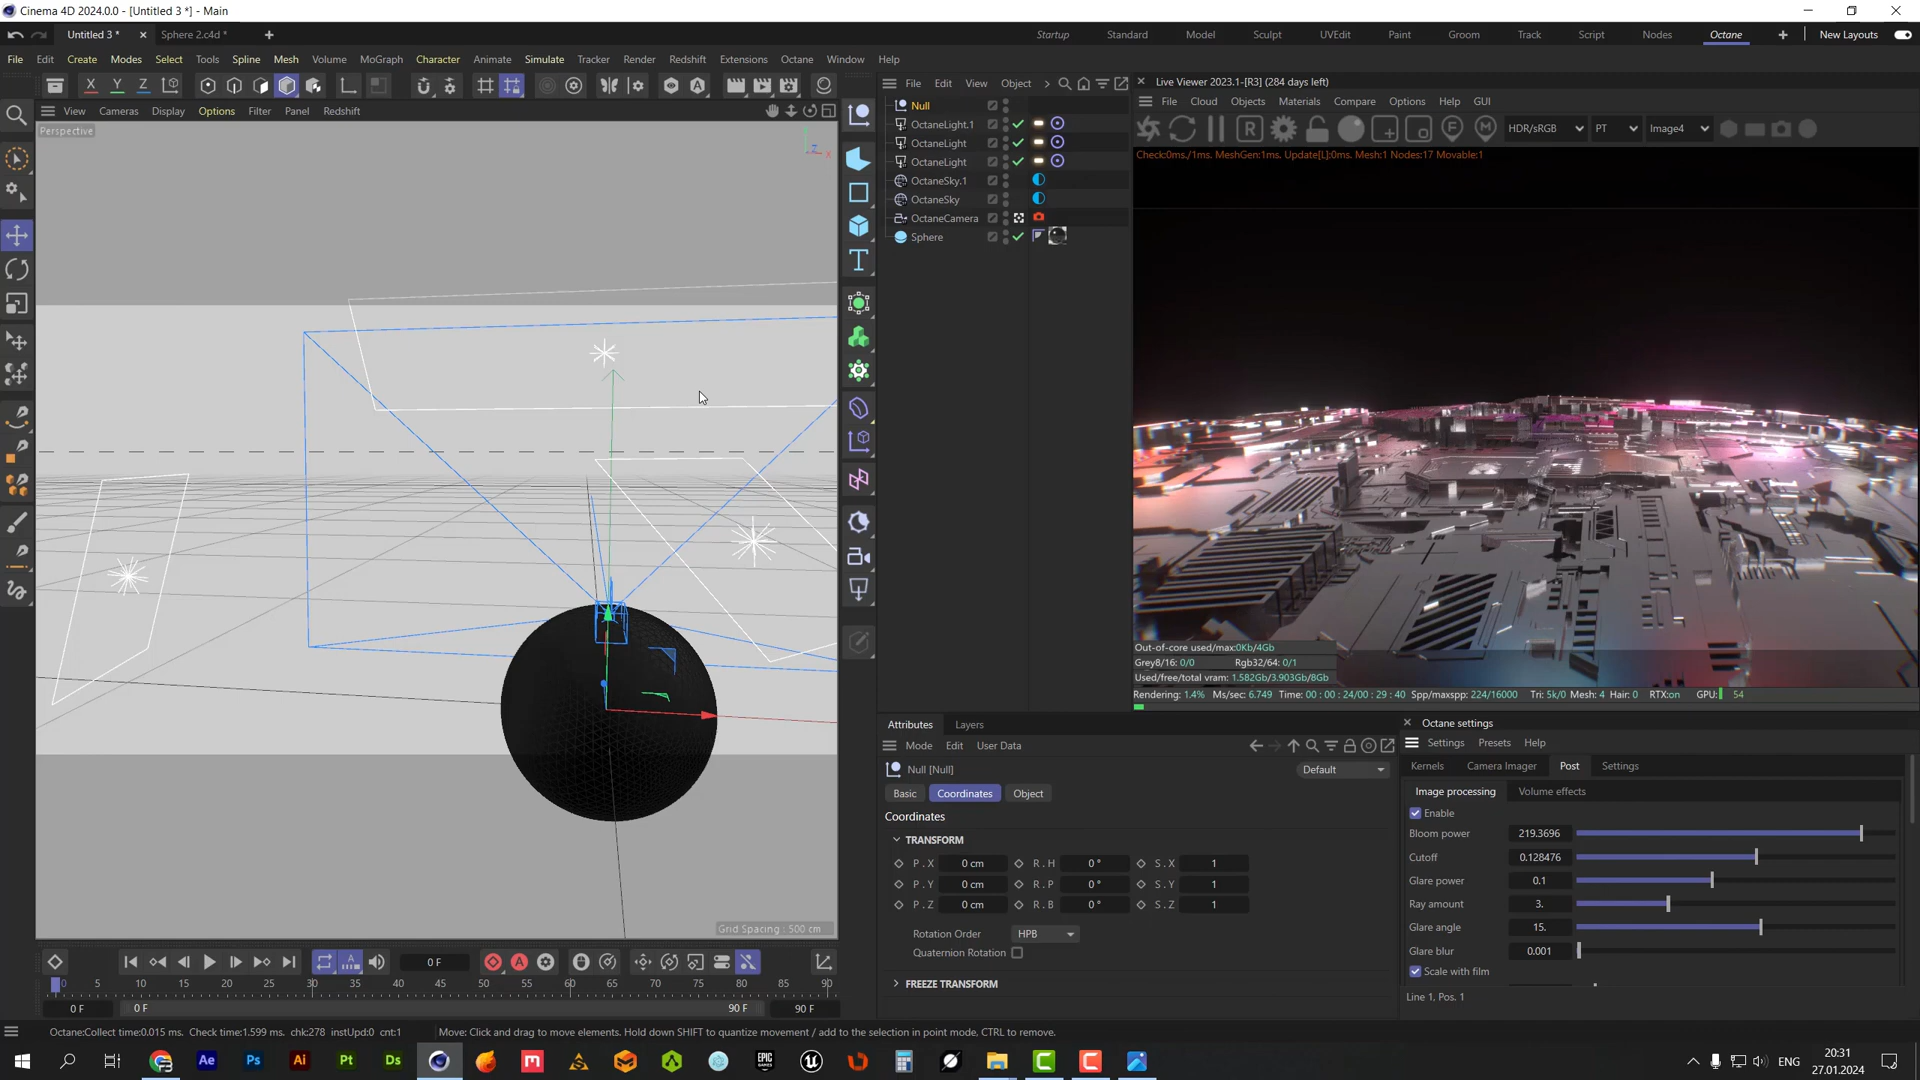 Cinema 4D 2024.0.0 - [Untitled 3 *] - Main
Untitled 3 *
Sphere 2.c4d *
Startup
Standard
Model
Sculpt
UVEdit
Paint
Groom
Track
Script
Nodes
Octane
New Layouts
File
Edit
Create
Modes
Select
Tools
Spline
Mesh
Volume
MoGraph
Character
Animate
Simulate
Tracker
Render
Redshift
Extensions
Octane
Window
Help
X
Y
Z
File
Edit
View
Object
Live Viewer 2023.1-[R3] (284 days left)
File
Cloud
Objects
Materials
Compare
Options
Help
GUI
View
Cameras
Display
Options
Filter
Panel
Redshift
HDR/sRGB
PT
Image4
Perspective
Null
OctaneLight.1
OctaneLight
OctaneLight
OctaneSky.1
OctaneSky
OctaneCamera
Sphere
Check:0ms./1ms. MeshGen:1ms. Update[L]:0ms. Mesh:1 Nodes:17 Movable:1
Out-of-core used/max:0Kb/4Gb
Grey8/16: 0/0
Rgb32/64: 0/1
Used/free/total vram: 1.582Gb/3.903Gb/8Gb
Rendering: 1.4% Ms/sec: 6.749 Time: 00 : 00 : 24/00 : 29 : 40 Spp/maxspp: 224/16000 Tri: 5k/0 Mesh: 4 Hair: 0 RTX:on GPU: 54
Attributes
Layers
Mode
Edit
User Data
Null [Null]
Default
Basic
Coordinates
Object
Coordinates
TRANSFORM
P . X 0 cm R . H 0 ° S . X 1
P . Y 0 cm R . P 0 ° S . Y 1
P . Z 0 cm R . B 0 ° S . Z 1
Rotation Order HPB
Quaternion Rotation
FREEZE TRANSFORM
Octane settings
Settings
Presets
Help
Kernels
Camera Imager
Post
Settings
Image processing
Volume effects
Enable
Bloom power 219.3696
Cutoff 0.128476
Glare power 0.1
Ray amount 3.
Glare angle 15.
Glare blur 0.001
Scale with film
Line 1, Pos. 1
Grid Spacing : 500 cm
0 F
0 5 10 15 20 25 30 35 40 45 50 55 60 65 70 75 80 85 90
0 F
0 F
90 F
90 F
Octane:Collect time:0.015 ms. Check time:1.599 ms. chk:278 instUpd:0 cnt:1
Move: Click and drag to move elements. Hold down SHIFT to quantize movement / add to the selection in point mode, CTRL to remove.
Ae
Ps
Ai
Pt
Ds
EPIC GAMES
ENG
20:31
27.01.2024